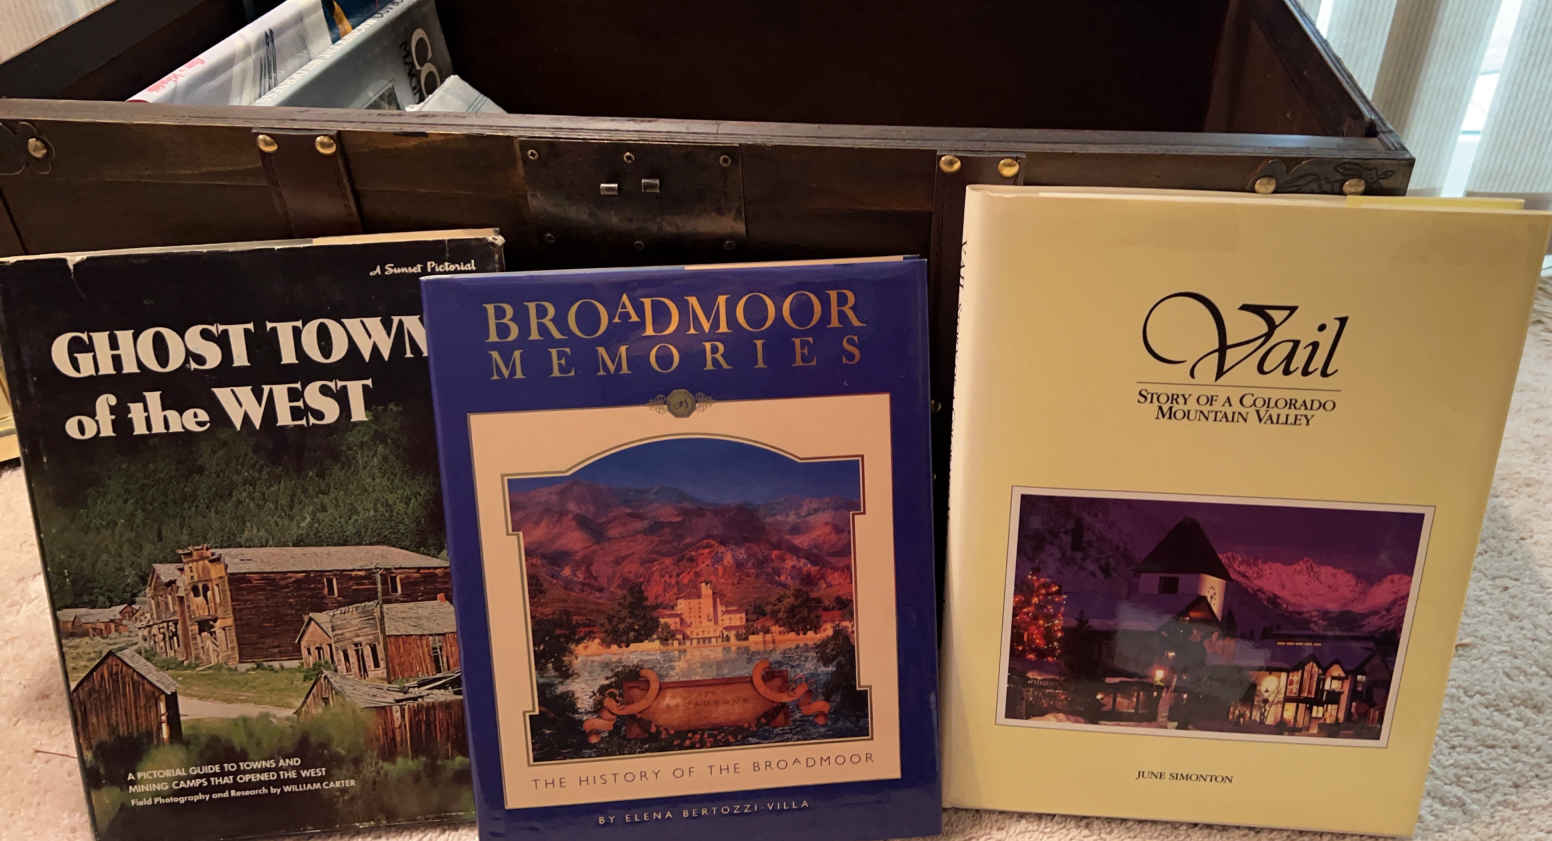 A Sunset Pictorial
GHOST TOWN
of the WEST
A PICTORIAL GUIDE TO TOWNS AND
MINING CAMPS THAT OPENED THE WEST
Field Photography and Research by WILLIAM CARTER
BROADMOOR
MEMORIES
THE HISTORY OF THE BROADMOOR
BY ELENA BERTOZZI-VILLA
Vail
STORY OF A COLORADO
MOUNTAIN VALLEY
JUNE SIMONTON